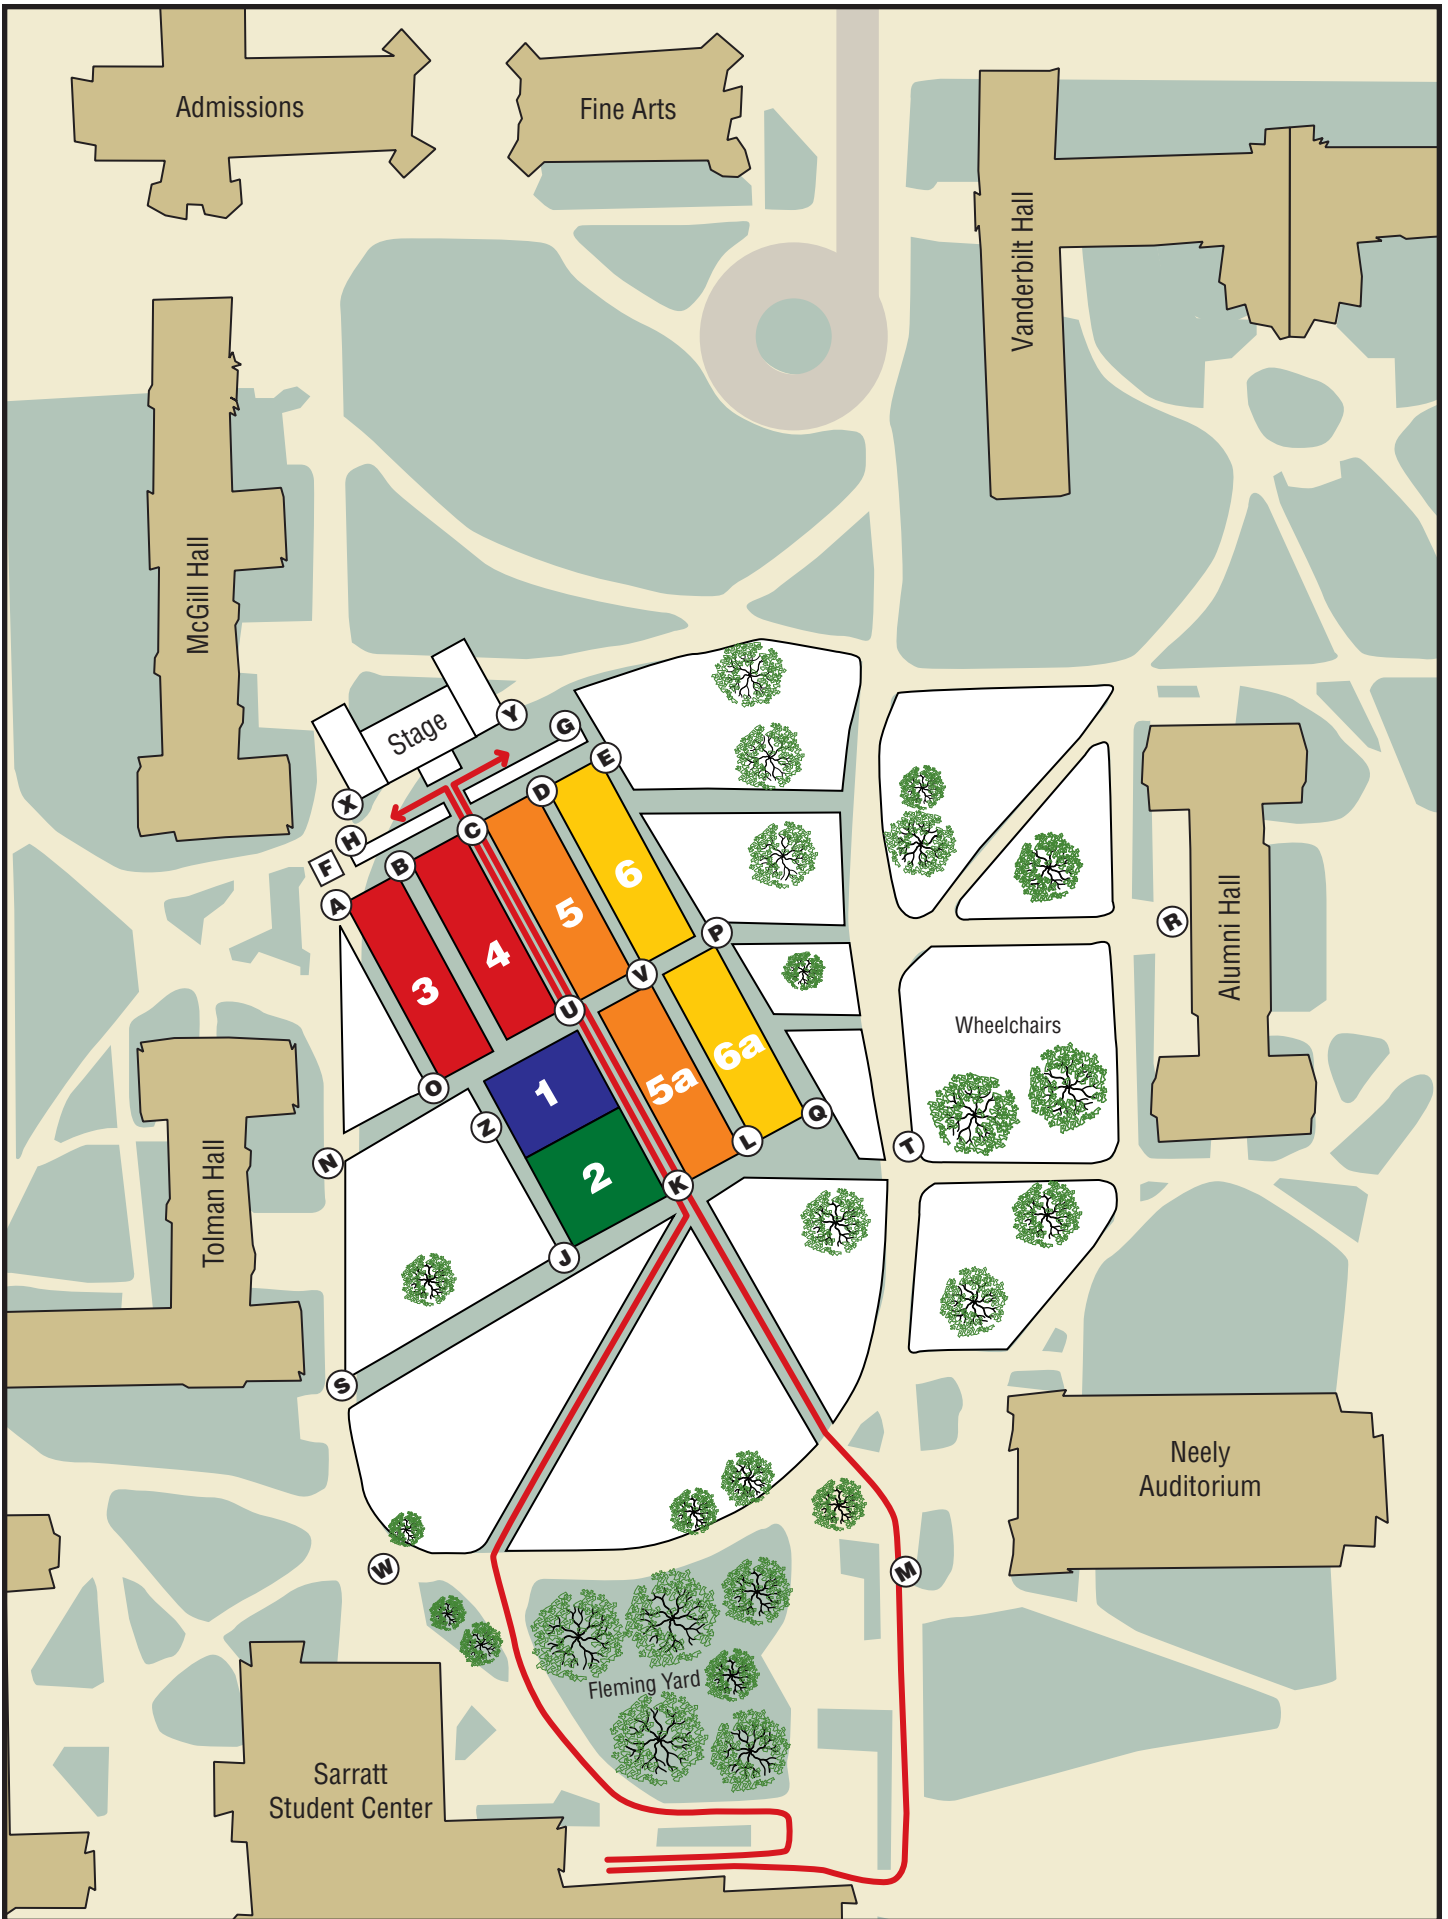 Admissions
Fine Arts
Vanderbilt Hall
McGill Hall
Stage
Y
G
E
X
D
H
C
F
B
A
6
5
4
3
P
R
Alumni Hall
V
U
Wheelchairs
6a
5a
1
O
Z
Q
L
T
N
2
K
Tolman Hall
J
S
Neely
Auditorium
W
M
Fleming Yard
Sarratt
Student Center